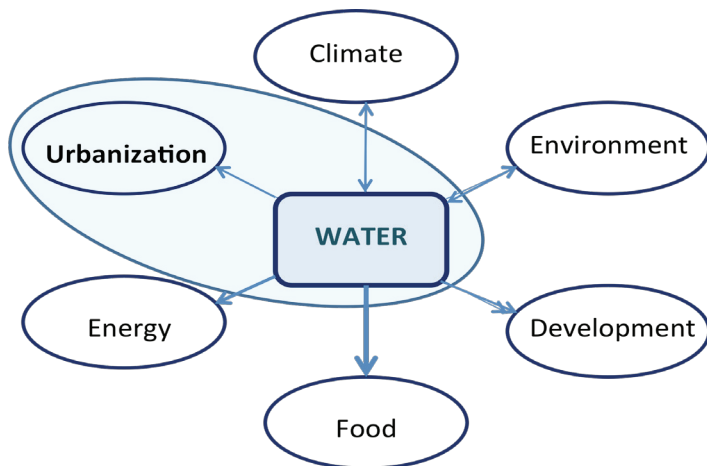 Climate
Urbanization
Environment
WATER
Energy
Development
Food